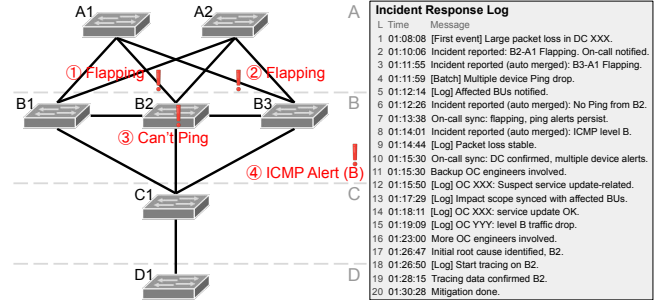 A1
A2
A
① Flapping
② Flapping
B1
B2
B3
B
③ Can't Ping
④ ICMP Alert (B)
C1
C
D1
D
Incident Response Log
L Time Message
1 01:08:08 [First event] Large packet loss in DC XXX.
2 01:10:06 Incident reported: B2-A1 Flapping. On-call notified.
3 01:11:55 Incident reported (auto merged): B3-A1 Flapping.
4 01:11:59 [Batch] Multiple device Ping drop.
5 01:12:14 [Log] Affected BUs notified.
6 01:12:26 Incident reported (auto merged): No Ping from B2.
7 01:13:38 On-call sync: flapping, ping alerts persist.
8 01:14:01 Incident reported (auto merged): ICMP level B.
9 01:14:44 [Log] Packet loss stable.
10 01:15:30 On-call sync: DC confirmed, multiple device alerts.
11 01:15:30 Backup OC engineers involved.
12 01:15:50 [Log] OC XXX: Suspect service update-related.
13 01:17:29 [Log] Impact scope synced with affected BUs.
14 01:18:11 [Log] OC XXX: service update OK.
15 01:19:09 [Log] OC YYY: level B traffic drop.
16 01:23:00 More OC engineers involved.
17 01:26:47 Initial root cause identified, B2.
18 01:26:50 [Log] Start tracing on B2.
19 01:28:15 Tracing data confirmed B2.
20 01:30:28 Mitigation done.